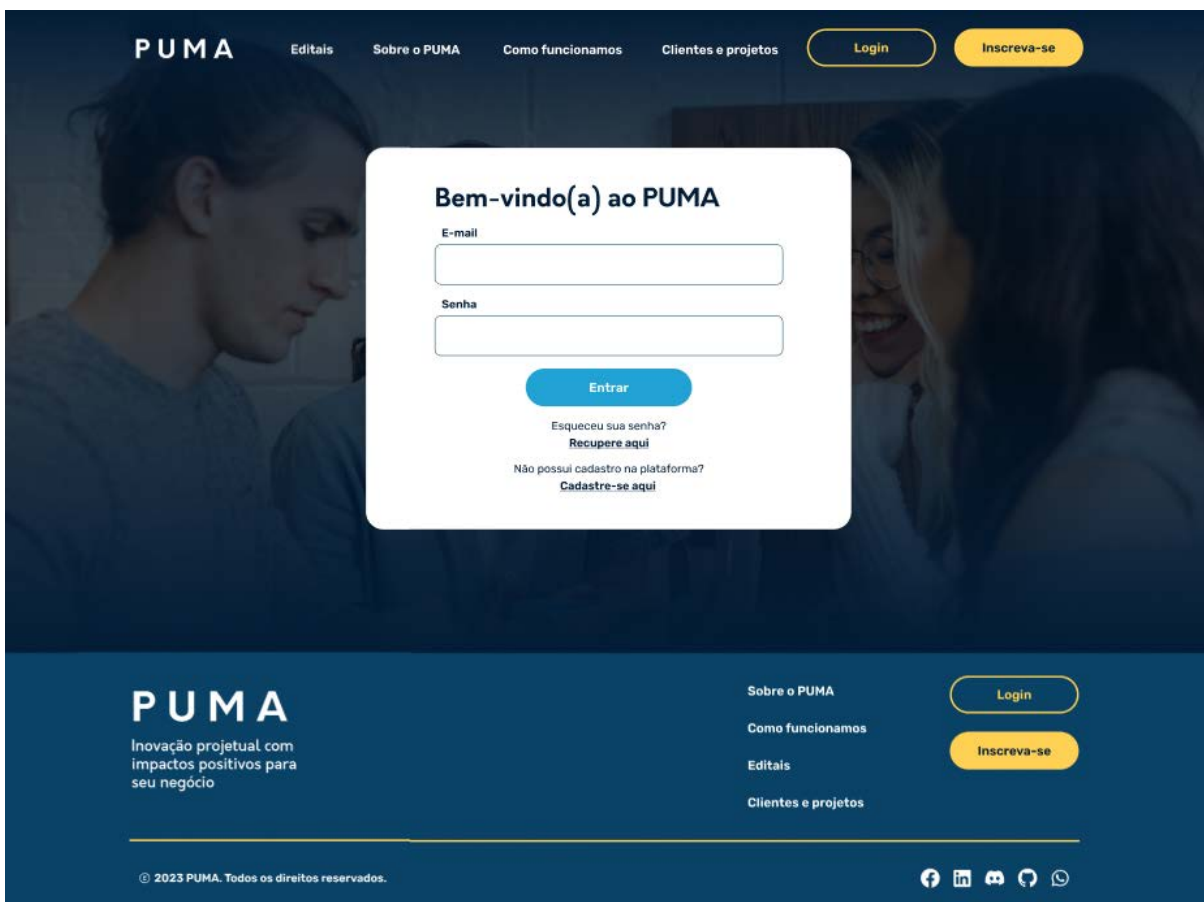 PUMA
Editais
Sobre o PUMA
Como funcionamos
Clientes e projetos
Login
Inscreva-se
Bem-vindo(a) ao PUMA
E-mail
Senha
Entrar
Esqueceu sua senha?
Recupere aqui
Não possui cadastro na plataforma?
Cadastre-se aqui
PUMA
Inovação projetual com
impactos positivos para
seu negócio
Sobre o PUMA
Como funcionamos
Editais
Clientes e projetos
Login
Inscreva-se
© 2023 PUMA. Todos os direitos reservados.